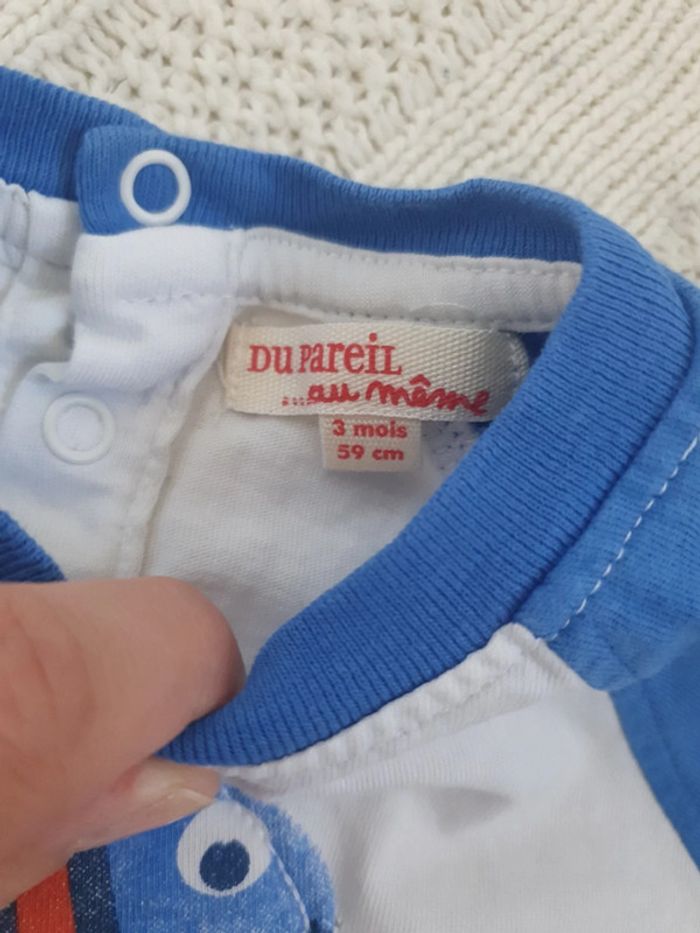 DU PAREIL
...au même
3 mois
59 cm